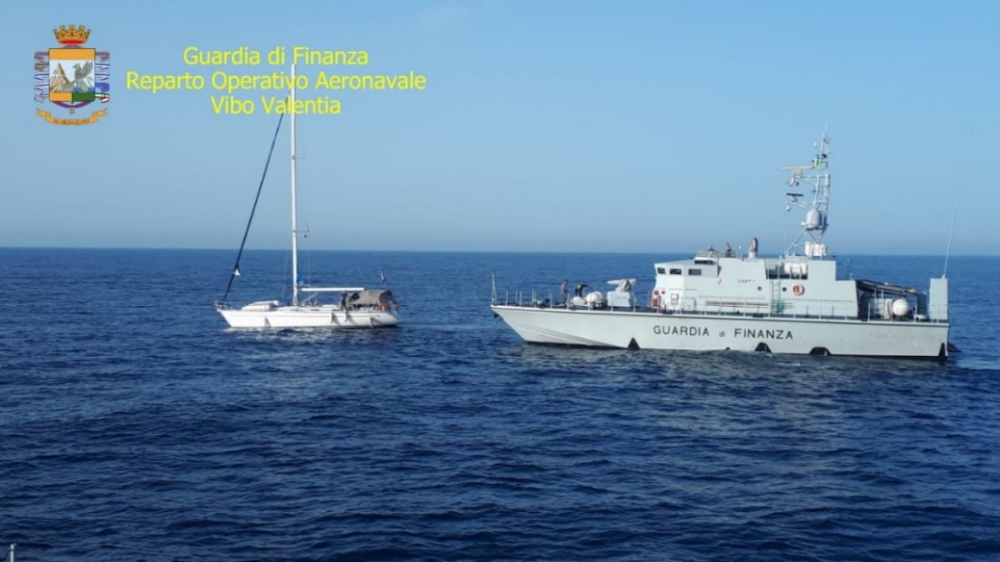 Guardia di Finanza
Reparto Operativo Aeronavale
Vibo Valentia
GUARDIA di FINANZA